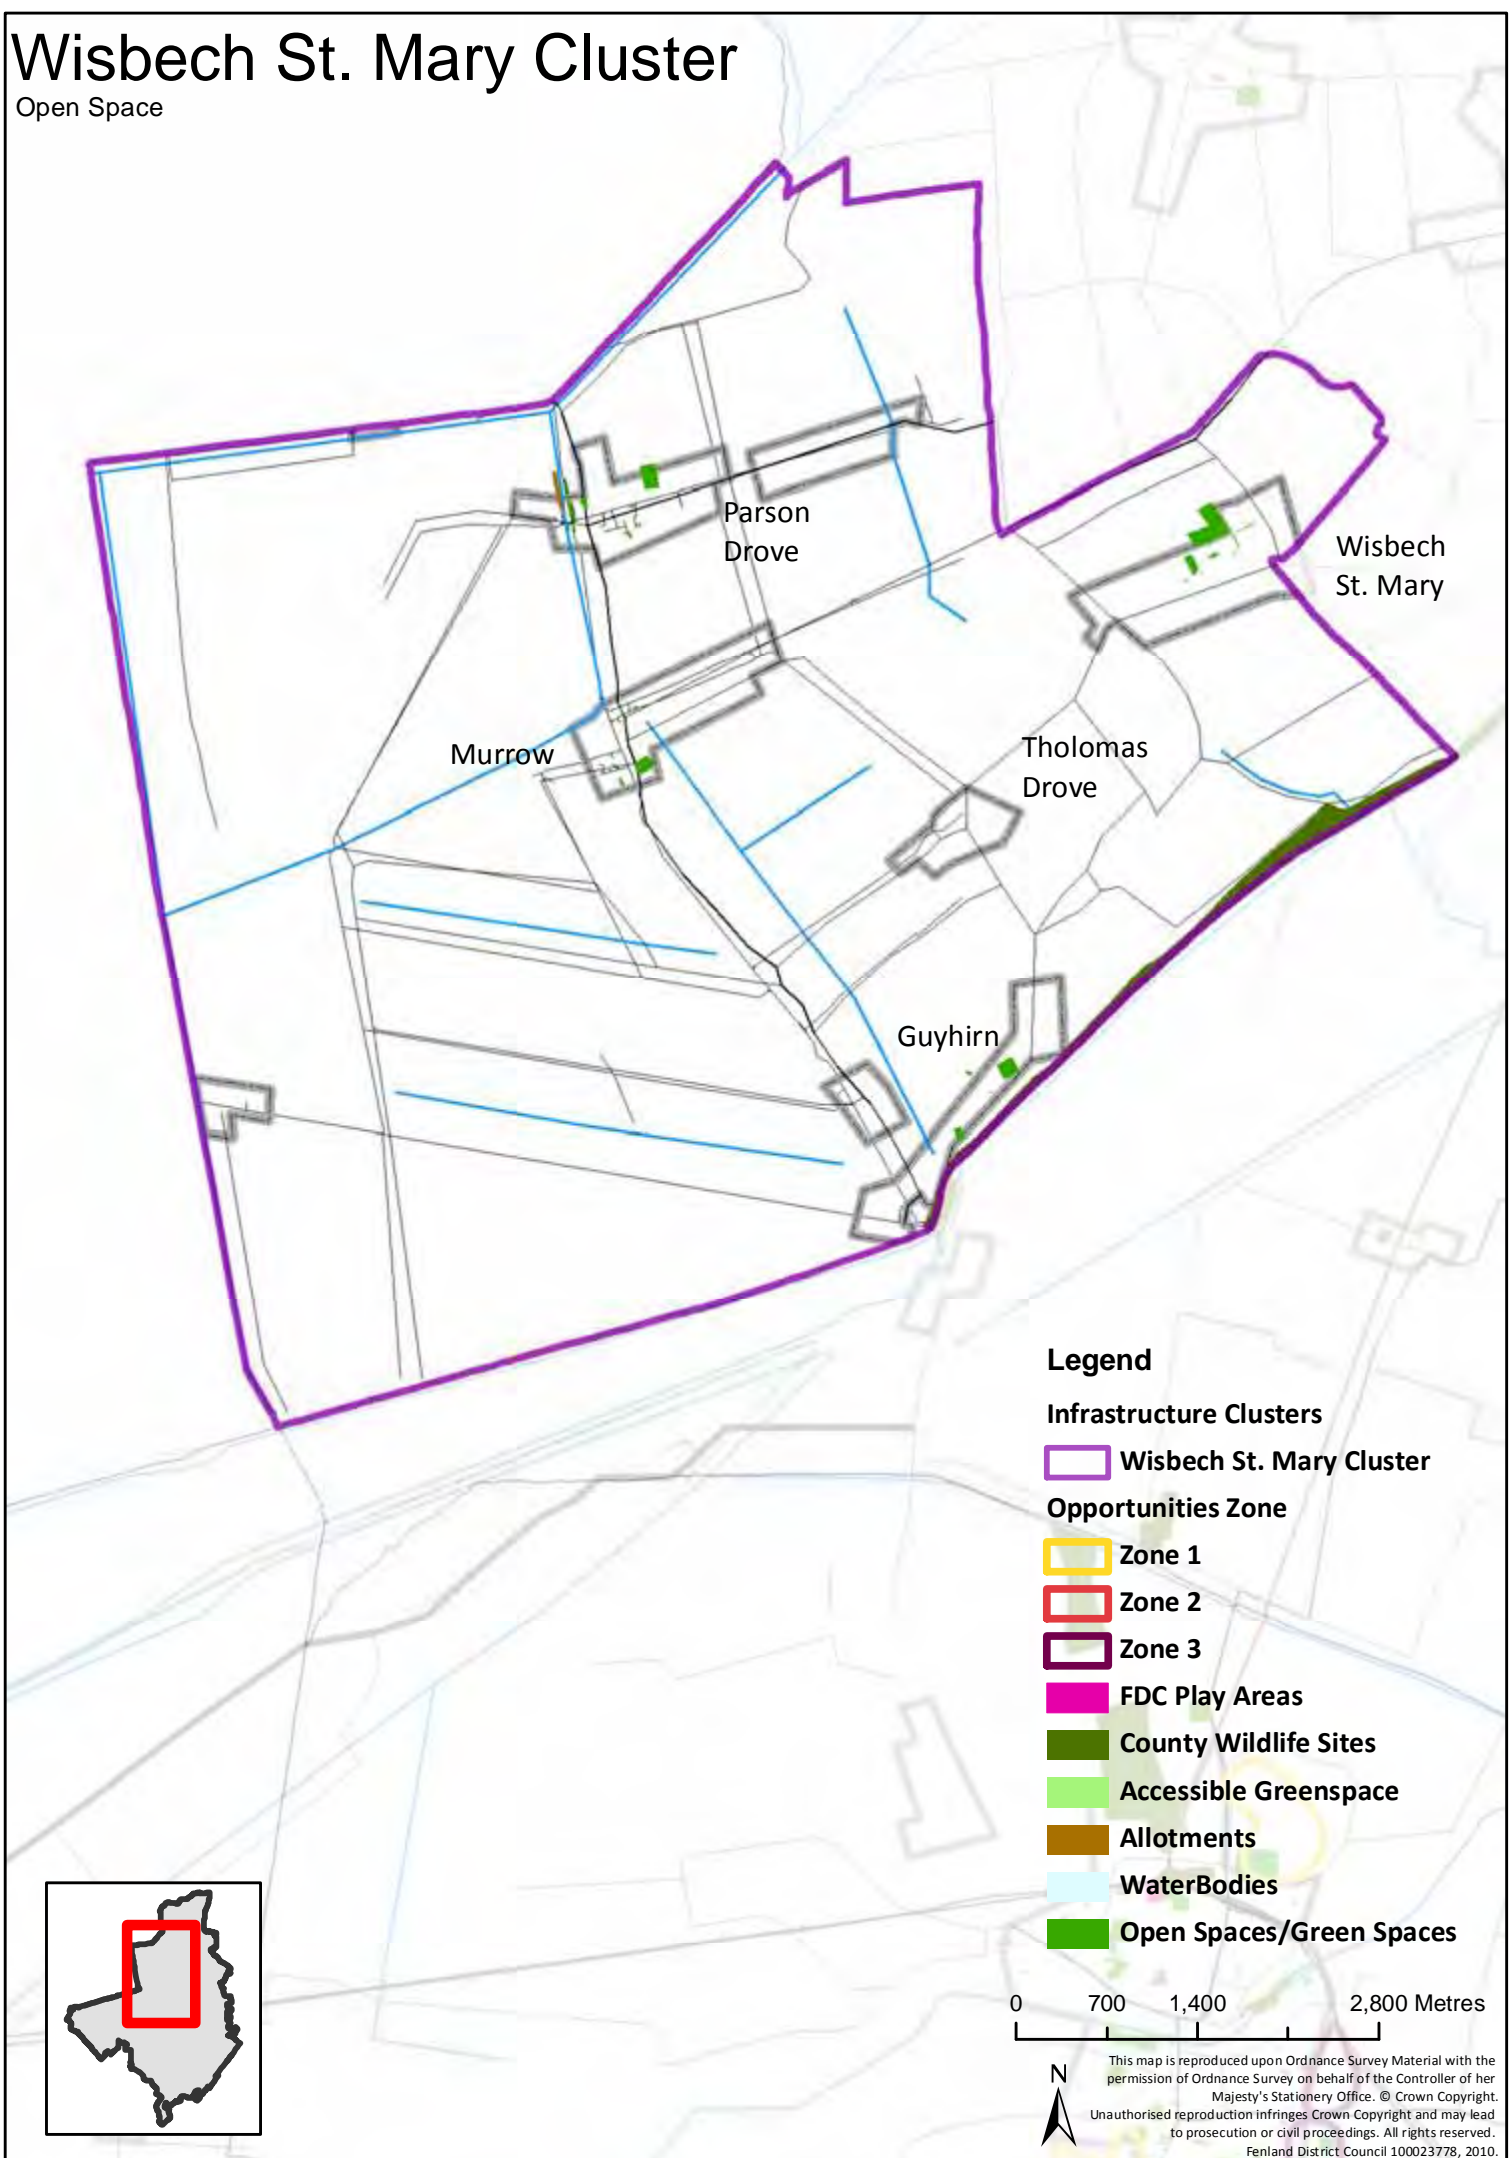 Wisbech St. Mary Cluster
Open Space
Parson
Drove
Wisbech
St. Mary
Murrow
Tholomas
Drove
Guyhirn
Legend
Infrastructure Clusters
Wisbech St. Mary Cluster
Opportunities Zone
Zone 1
Zone 2
Zone 3
FDC Play Areas
County Wildlife Sites
Accessible Greenspace
Allotments
WaterBodies
Open Spaces/Green Spaces
0 700 1,400 2,800 Metres
N
This map is reproduced upon Ordnance Survey Material with the
permission of Ordnance Survey on behalf of the Controller of her
Majesty's Stationery Office. © Crown Copyright.
Unauthorised reproduction infringes Crown Copyright and may lead
to prosecution or civil proceedings. All rights reserved.
Fenland District Council 100023778, 2010.